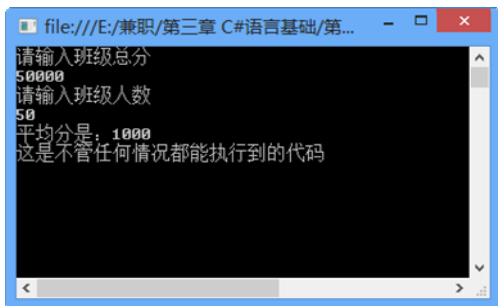 file:///E:/兼职/第三章 C#语言基础/第...
请输入班级总分
50000
请输入班级人数
50
平均分是：1000
这是不管任何情况都能执行到的代码